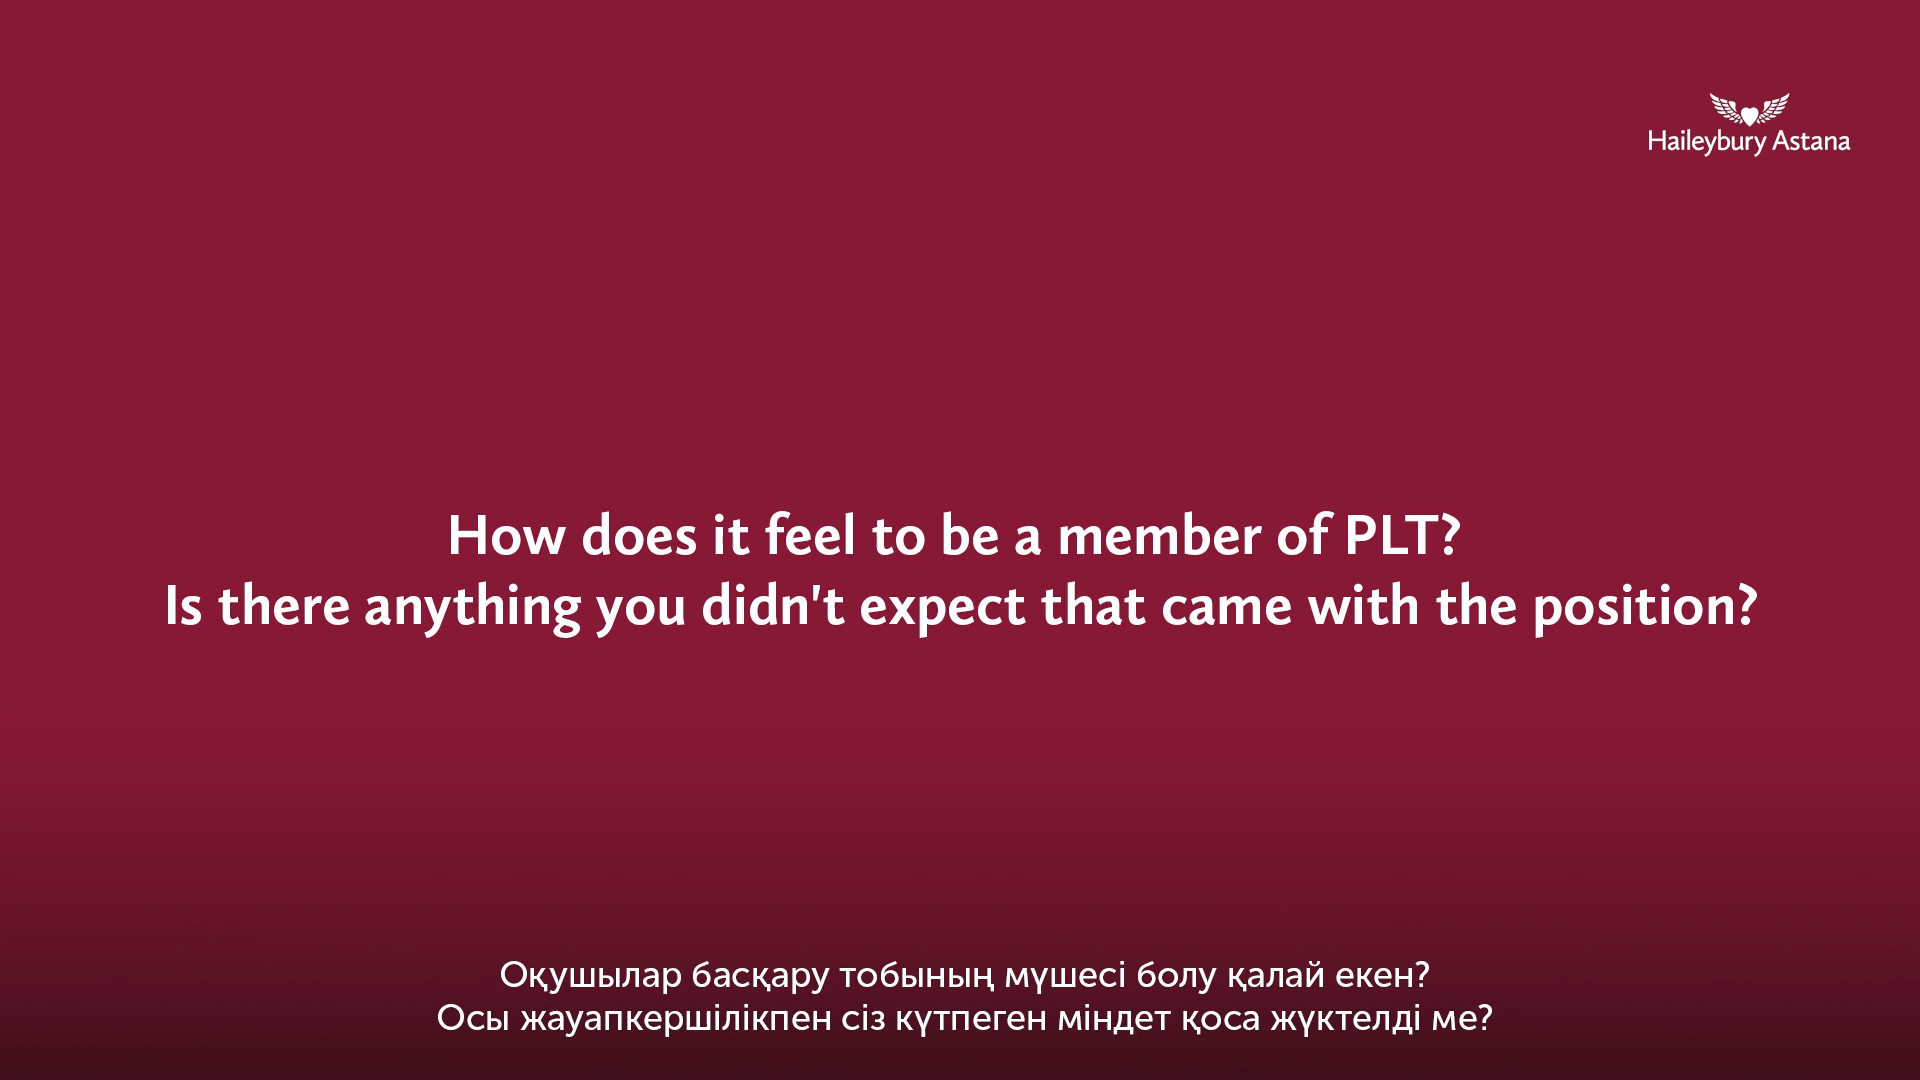 Haileybury Astana
How does it feel to be a member of PLT?
Is there anything you didn't expect that came with the position?
Оқушылар басқару тобының мүшесі болу қалай екен?
Осы жауапкершілікпен сіз күтпеген міндет қоса жүктелді ме?